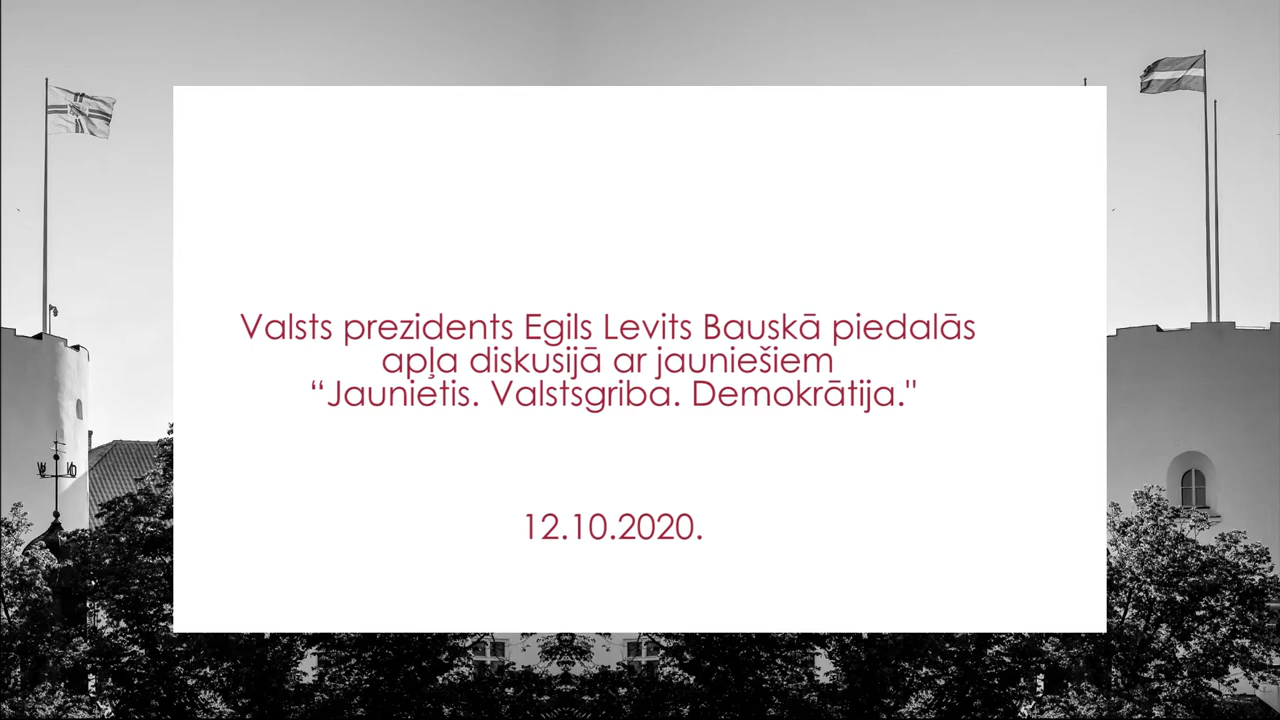 Valsts prezidents Egils Levits Bauskā piedalās
apļa diskusijā ar jauniešiem
“Jaunietis. Valstsgriba. Demokrātija."
12.10.2020.